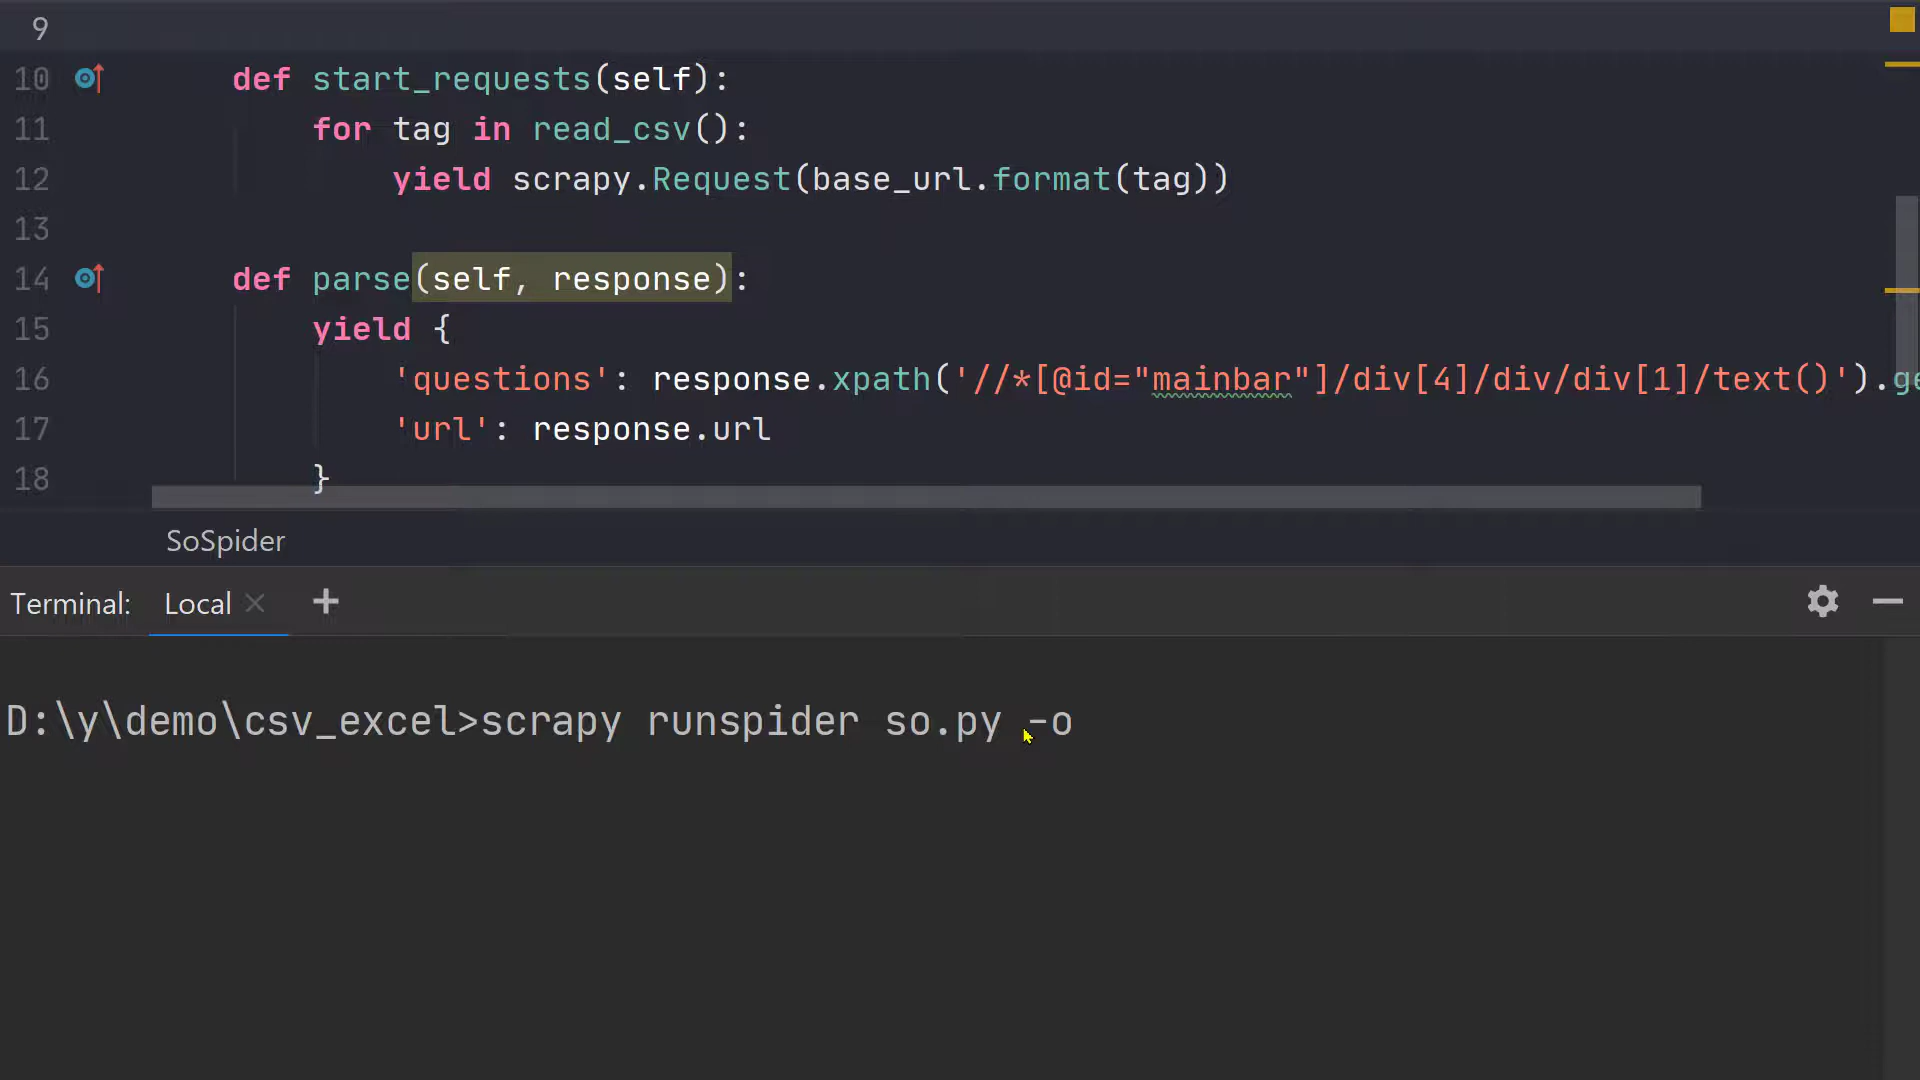 9
10 def start_requests(self):
11 for tag in read_csv():
12 yield scrapy.Request(base_url.format(tag))
13
14 def parse(self, response):
15 yield {
16 'questions': response.xpath('//*[@id="mainbar"]/div[4]/div/div[1]/text()').ge
17 'url': response.url
18 }
SoSpider
Terminal: Local
D:\y\demo\csv_excel>scrapy runspider so.py -o